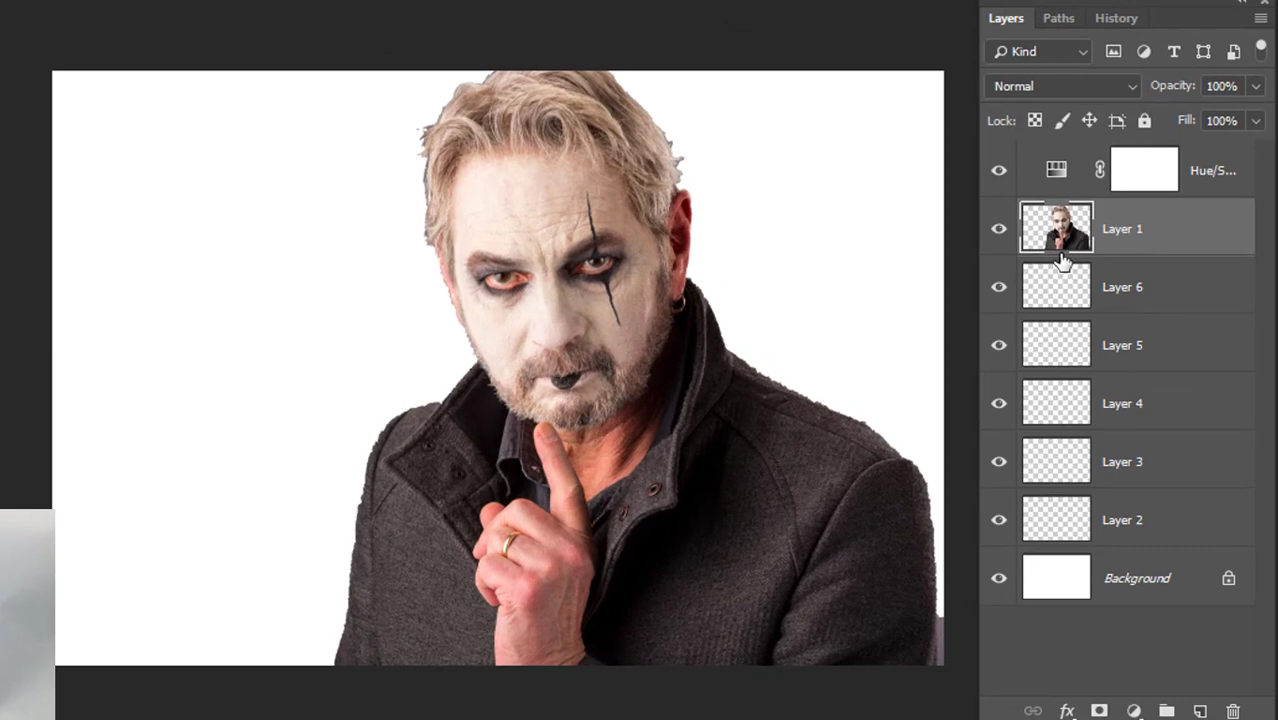 Layers Paths History
Kind
Normal Opacity: 100%
Lock: Fill: 100%
Hue/S...
Layer 1
Layer 6
Layer 5
Layer 4
Layer 3
Layer 2
Background
fx